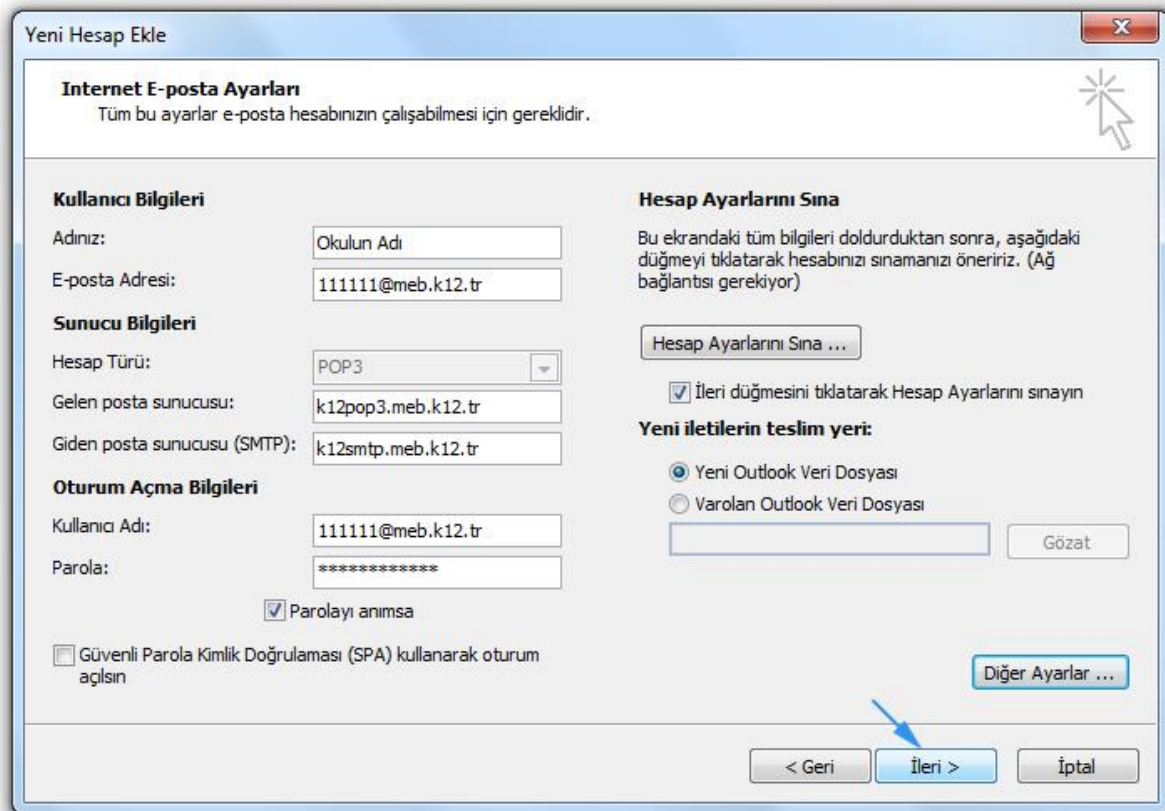 Yeni Hesap Ekle
Internet E-posta Ayarları
Tüm bu ayarlar e-posta hesabınızın çalışabilmesi için gereklidir.
Kullanıcı Bilgileri
Adınız:
Okulun Adı
E-posta Adresi:
111111@meb.k12.tr
Sunucu Bilgileri
Hesap Türü:
POP3
Gelen posta sunucusu:
k12pop3.meb.k12.tr
Giden posta sunucusu (SMTP):
k12smtp.meb.k12.tr
Oturum Açma Bilgileri
Kullanıcı Adı:
111111@meb.k12.tr
Parola:
************
Parolayı anımsa
Güvenli Parola Kimlik Doğrulaması (SPA) kullanarak oturum
açılsın
Hesap Ayarlarını Sına
Bu ekrandaki tüm bilgileri doldurduktan sonra, aşağıdaki
düğmeyi tıklatarak hesabınızı sınamanızı öneririz. (Ağ
bağlantısı gerekiyor)
Hesap Ayarlarını Sına ...
İleri düğmesini tıklatarak Hesap Ayarlarını sınayın
Yeni iletilerin teslim yeri:
Yeni Outlook Veri Dosyası
Varolan Outlook Veri Dosyası
Gözat
Diğer Ayarlar ...
< Geri
İleri >
İptal